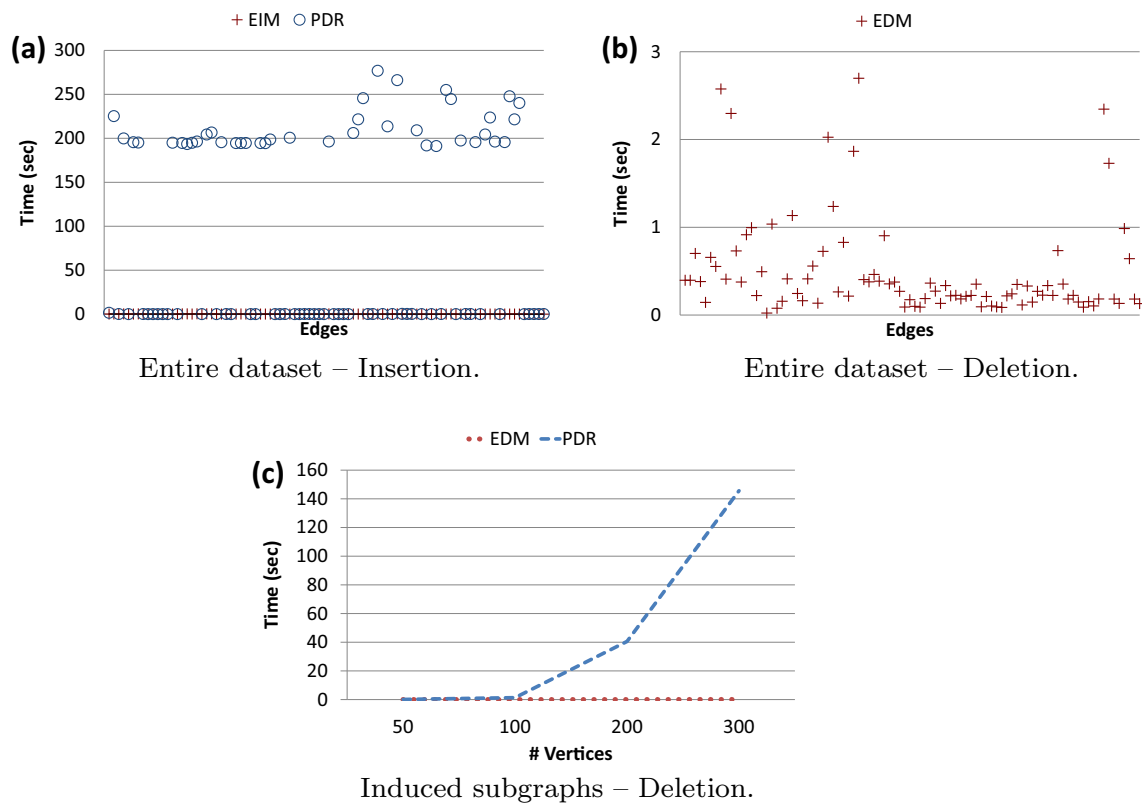 EIM PDR
(a)
300
250
200
150
100
50
0
Time (sec)
Edges
Entire dataset – Insertion.
EDM
(b)
3
2
1
0
Time (sec)
Edges
Entire dataset – Deletion.
EDM PDR
(c)
160
140
120
100
80
60
40
20
0
Time (sec)
50 100 200 300
# Vertices
Induced subgraphs – Deletion.